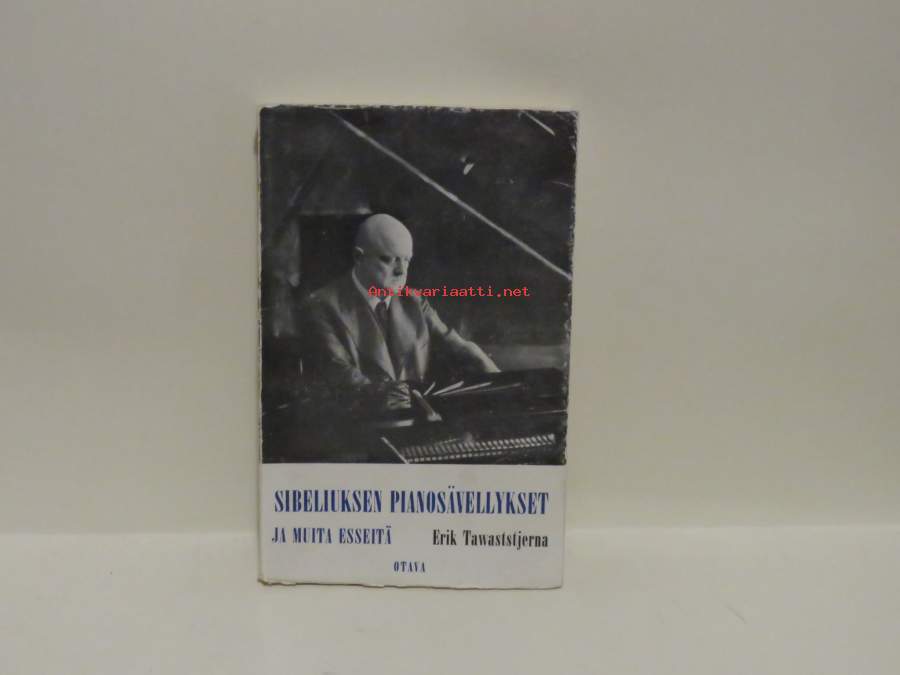 Antikvariaatti.net
SIBELIUKSEN PIANOSÄVELLYKSET
JA MUITA ESSEITÄ Erik Tawaststjerna
OTAVA